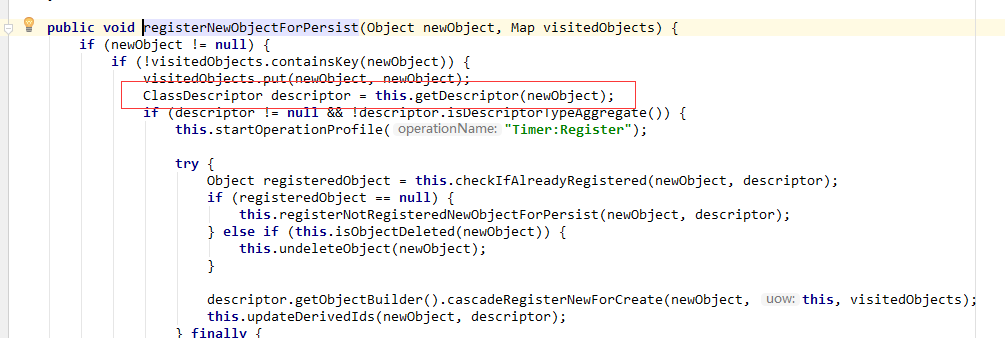 public void registerNewObjectForPersist(Object newObject, Map visitedObjects) {
if (newObject != null) {
if (!visitedObjects.containsKey(newObject)) {
visitedObjects.put(newObject, newObject);
ClassDescriptor descriptor = this.getDescriptor(newObject);
if (descriptor != null && !descriptor.isDescriptorTypeAggregate()) {
this.startOperationProfile( operationName: "Timer:Register");
try {
Object registeredObject = this.checkIfAlreadyRegistered(newObject, descriptor);
if (registeredObject == null) {
this.registerNotRegisteredNewObjectForPersist(newObject, descriptor);
} else if (this.isObjectDeleted(newObject)) {
this.undeleteObject(newObject);
}
descriptor.getObjectBuilder().cascadeRegisterNewForCreate(newObject, uow: this, visitedObjects);
this.updateDerivedIds(newObject, descriptor);
} finally {